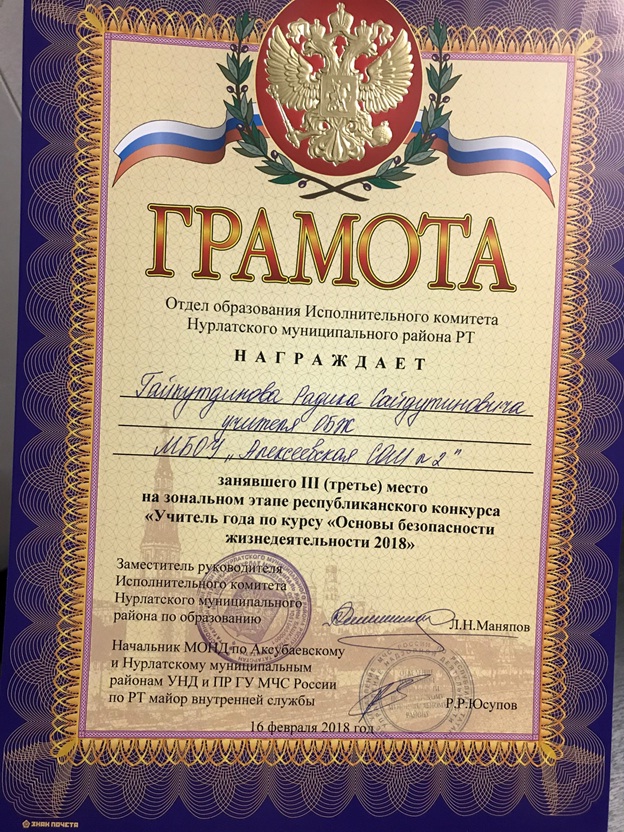 ГРАМОТА
Отдел образования Исполнительного комитета
Нурлатского муниципального района РТ
НАГРАЖДАЕТ
Гайнутдинова Радика Сайдутиновича
учителя ОБЖ
МБОУ „Алексеевская СОШ №2"
занявшего III (третье) место
на зональном этапе республиканского конкурса
«Учитель года по курсу «Основы безопасности
жизнедеятельности 2018»
Заместитель руководителя
Исполнительного комитета
Нурлатского муниципального
района по образованию
Л.Н.Маняпов
Начальник МОНД по Аксубаевскому
и Нурлатскому муниципальным
районам УНД и ПР ГУ МЧС России
по РТ майор внутренней службы
Р.Р.Юсупов
16 февраля 2018 год
ЗНАК ПОЧЕТА